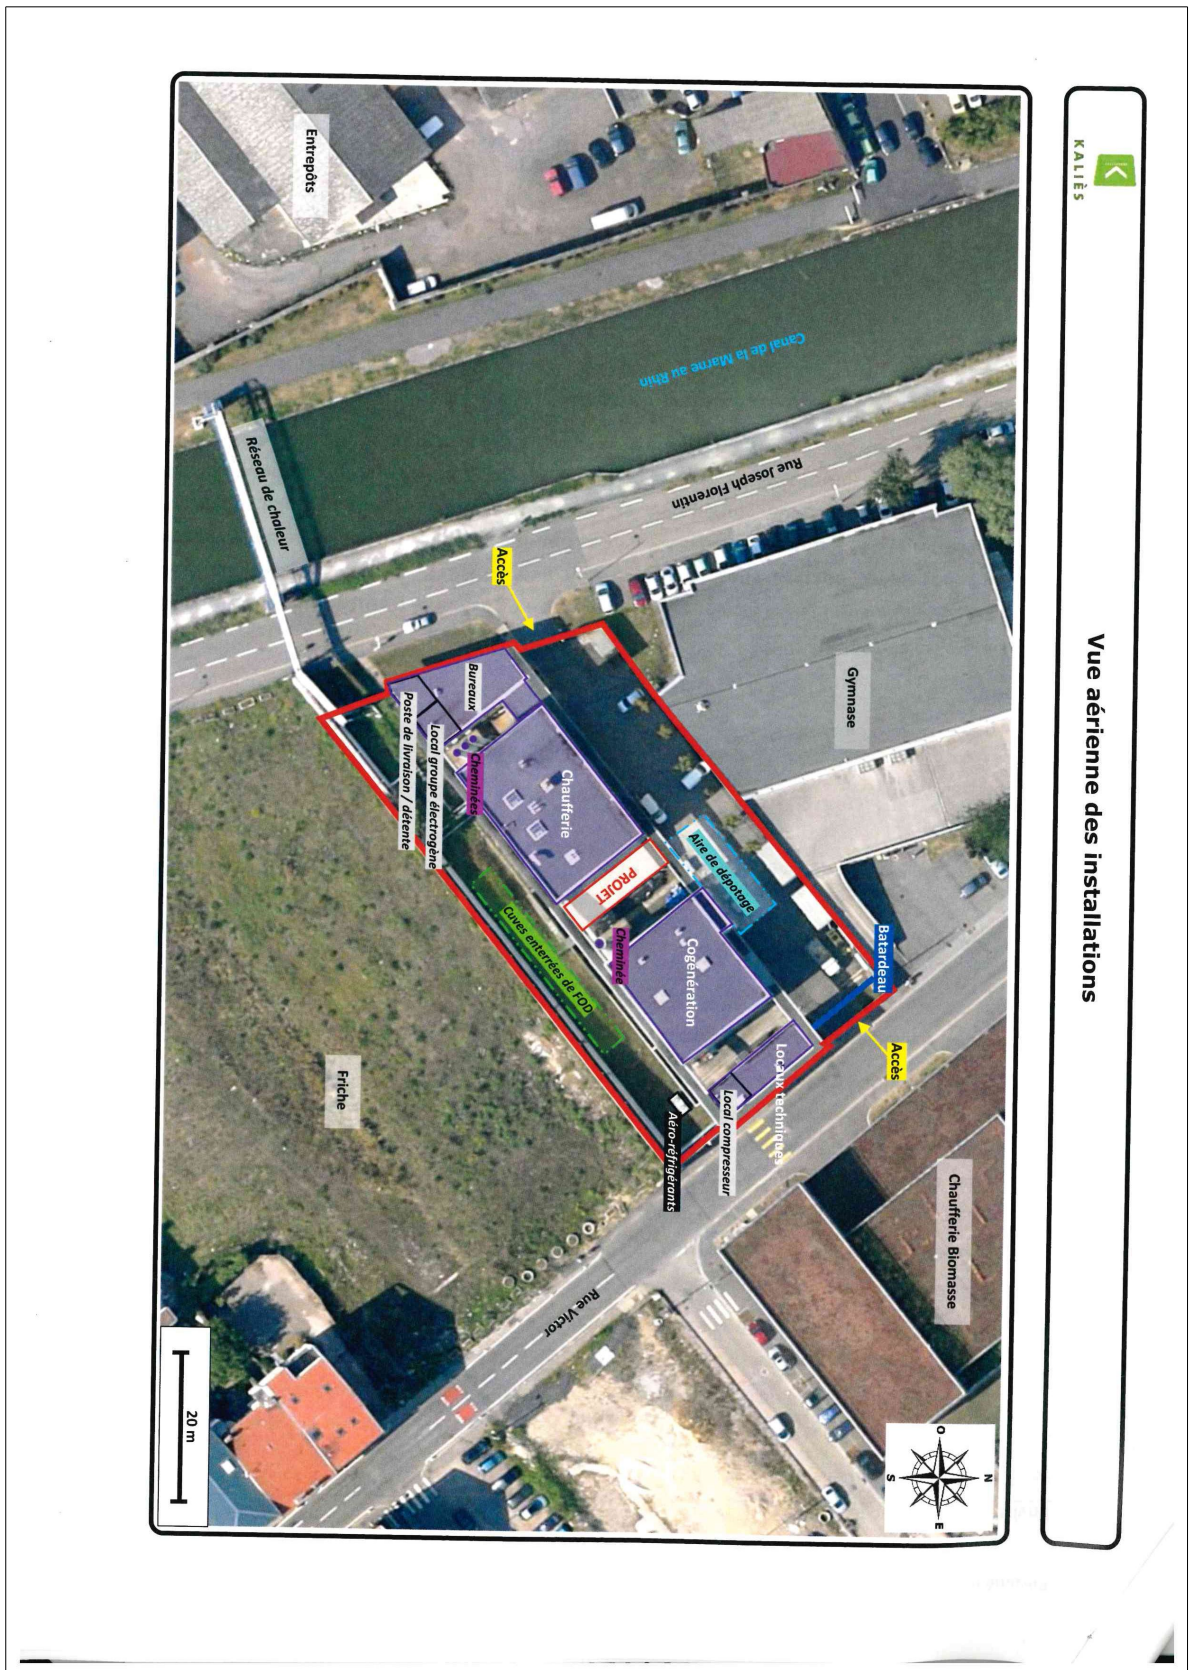 KALIÈS
Vue aérienne des installations
Entrepôts
Canal de la Marne au Rhin
Rue Joseph Florentin
Réseau de chaleur
Accès
Gymnase
Bureaux
Poste de livraison / détente
Local groupe électrogène
Cheminées
Chaufferie
PROJET
Aire de dépotage
Cuves enterrées de FOD
Cheminée
Cogénération
Batardeau
Accès
Locaux techniques
Local compresseur
Aéro-réfrigérants
Friche
Chaufferie Biomasse
Rue Victor
N
O
E
S
20 m